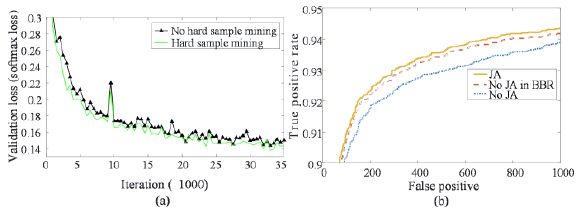 Validation loss (softmax loss)
0.3
0.28
0.26
0.24
0.22
0.2
0.18
0.16
0.14
No hard sample mining
Hard sample mining
0 5 10 15 20 25 30 35
Iteration ( 1000)
(a)
True positive rate
0.95
0.94
0.93
0.92
0.91
0.9
JA
No JA in BBR
No JA
0 200 400 600 800 1000
False positive
(b)